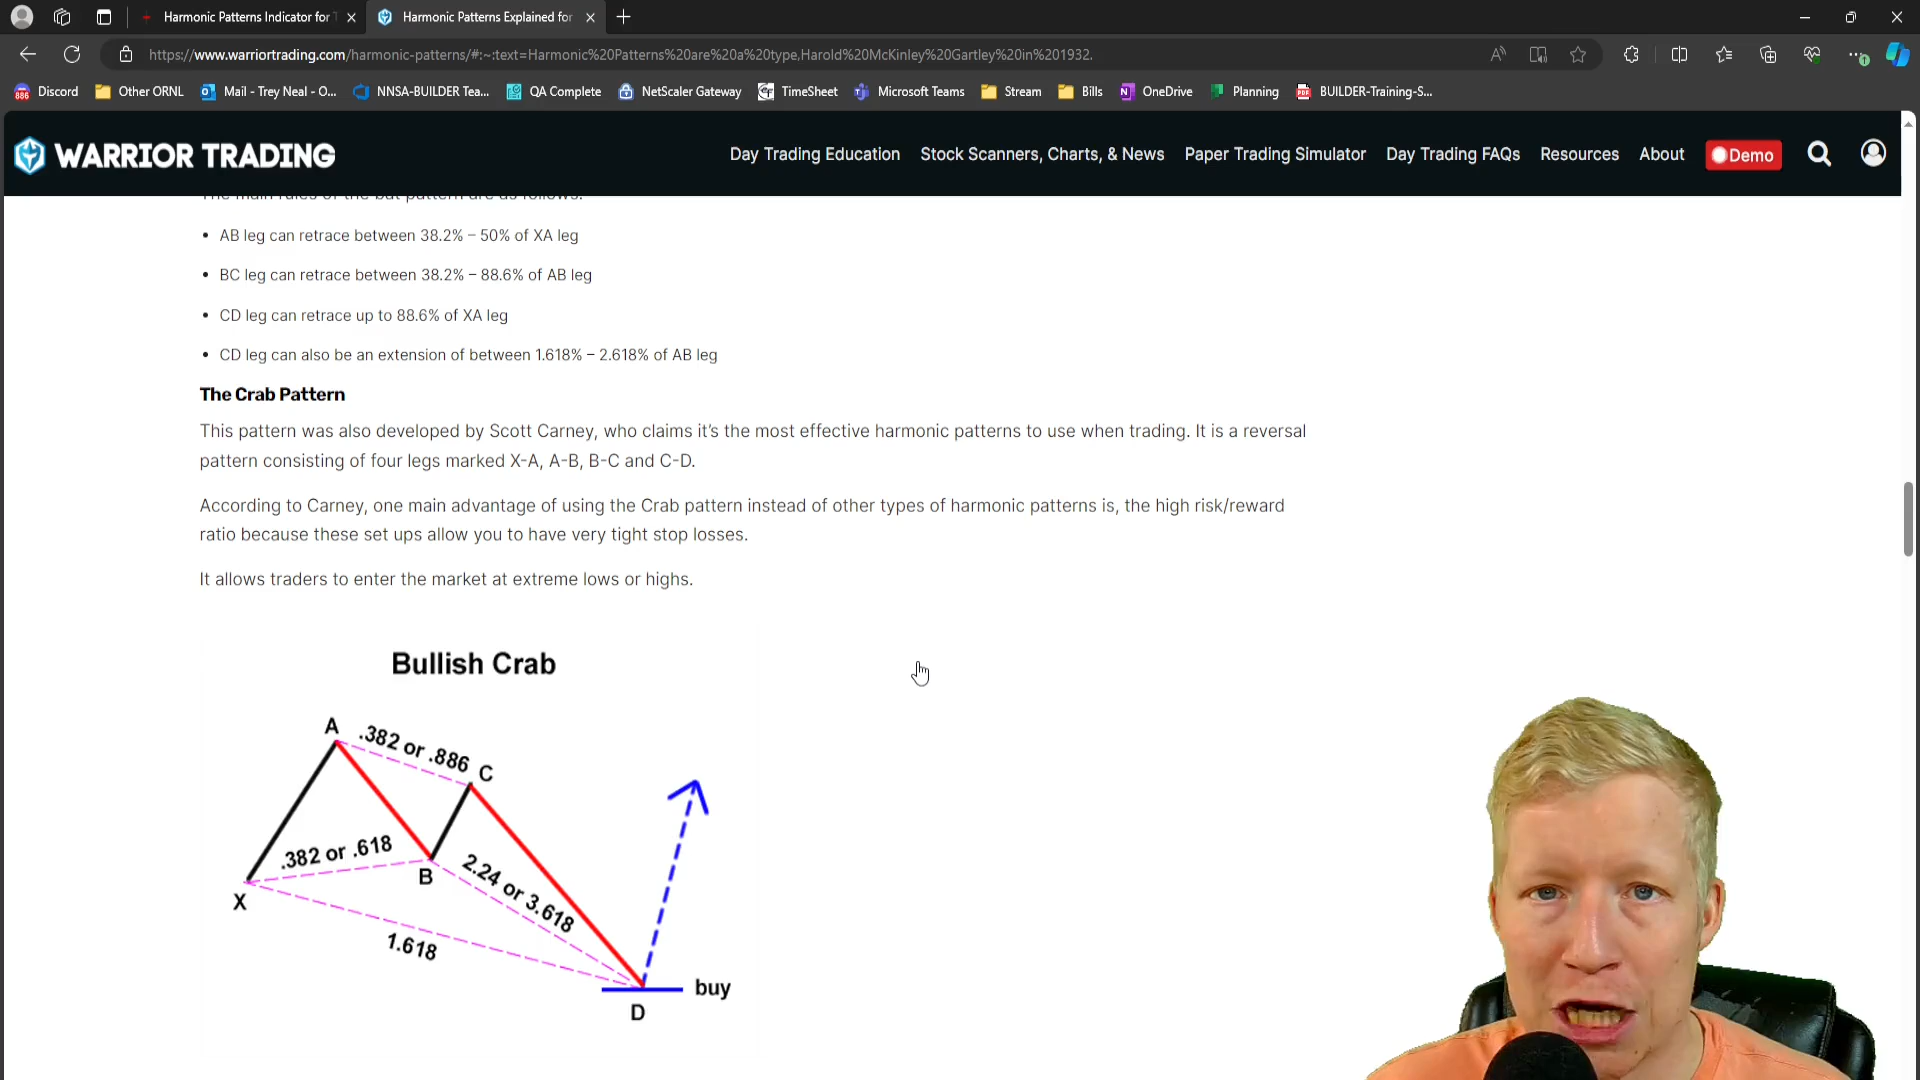 Harmonic Patterns Indicator for T
Harmonic Patterns Explained for
https://www.warriortrading.com/harmonic-patterns/#:~:text=Harmonic%20Patterns%20are%20a%20type,Harold%20McKinley%20Gartley%20in%201932.
Discord
Other ORNL
Mail - Trey Neal - O...
NNSA-BUILDER Tea...
QA Complete
NetScaler Gateway
TimeSheet
Microsoft Teams
Stream
Bills
OneDrive
Planning
BUILDER-Training-S...
WARRIOR TRADING
Day Trading Education
Stock Scanners, Charts, & News
Paper Trading Simulator
Day Trading FAQs
Resources
About
Demo
The main rules of the bat pattern are as follows:
• AB leg can retrace between 38.2% – 50% of XA leg
• BC leg can retrace between 38.2% – 88.6% of AB leg
• CD leg can retrace up to 88.6% of XA leg
• CD leg can also be an extension of between 1.618% – 2.618% of AB leg
The Crab Pattern
This pattern was also developed by Scott Carney, who claims it's the most effective harmonic patterns to use when trading. It is a reversal
pattern consisting of four legs marked X-A, A-B, B-C and C-D.
According to Carney, one main advantage of using the Crab pattern instead of other types of harmonic patterns is, the high risk/reward
ratio because these set ups allow you to have very tight stop losses.
It allows traders to enter the market at extreme lows or highs.
Bullish Crab
A
.382 or .886
C
.382 or .618
B
2.24 or 3.618
X
1.618
buy
D